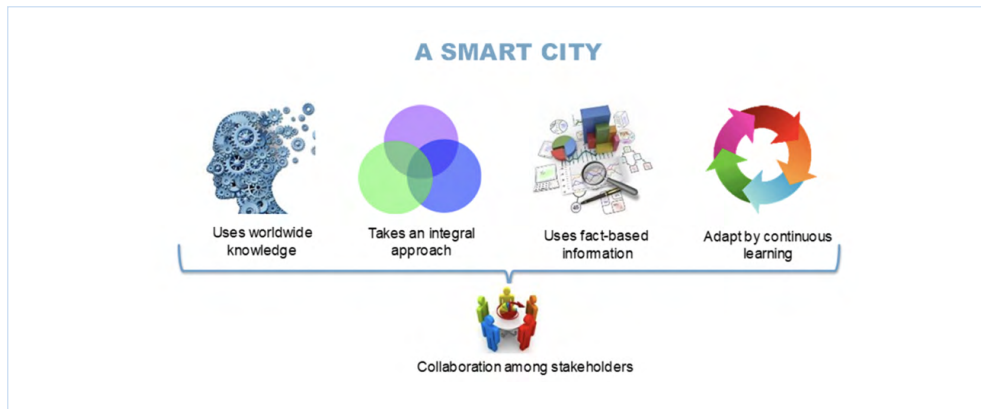 A SMART CITY
Uses worldwide
knowledge
Takes an integral
approach
Uses fact-based
information
Adapt by continuous
learning
Collaboration among stakeholders